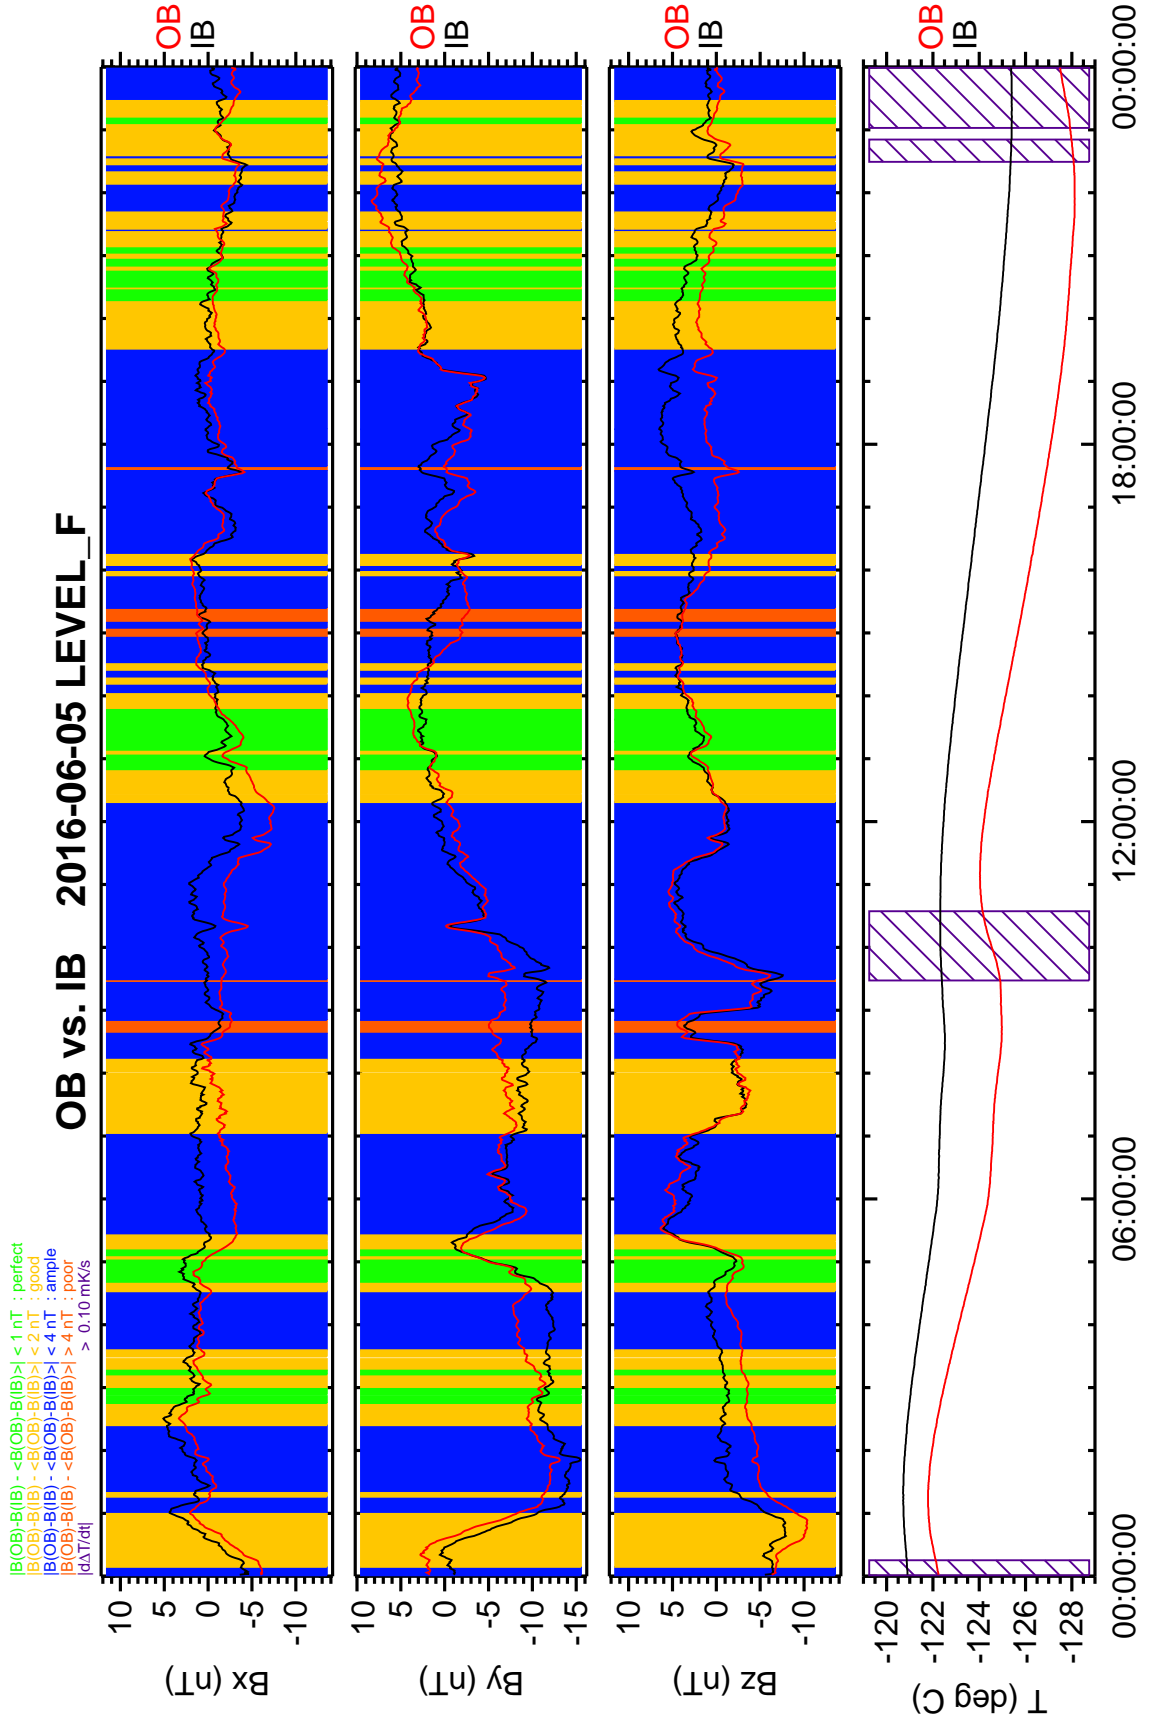 |B(OB)-B(IB) - <B(OB)-B(IB)>| < 1 nT : perfect
|B(OB)-B(IB) - <B(OB)-B(IB)>| < 2 nT : good
|B(OB)-B(IB) - <B(OB)-B(IB)>| < 4 nT : ample
|B(OB)-B(IB) - <B(OB)-B(IB)>| > 4 nT : poor
|dΔT/dt| > 0.10 mK/s
OB vs. IB 2016-06-05 LEVEL_F
Bx (nT)
10
5
0
-5
-10
OB
IB
By (nT)
10
5
0
-5
-10
-15
OB
IB
Bz (nT)
5
0
-5
-10
OB
IB
T (deg C)
-120
-122
-124
-126
-128
OB
IB
00:00:00
06:00:00
12:00:00
18:00:00
00:00:00